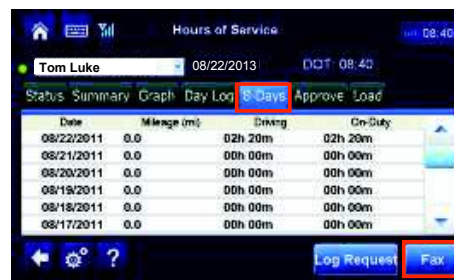 Hours of Service 08:40
Tom Luke 08/22/2013 DOT: 08:40
Status Summary Graph Day Log 8-Days Approve Load
Date Mileage (mi) Driving On-Duty
08/22/2011 0.0 02h 20m 02h 20m
08/21/2011 0.0 00h 00m 00h 00m
08/20/2011 0.0 00h 00m 00h 00m
08/19/2011 0.0 00h 00m 00h 00m
08/18/2011 0.0 00h 00m 00h 00m
08/17/2011 0.0 00h 00m 00h 00m
? Log Request Fax